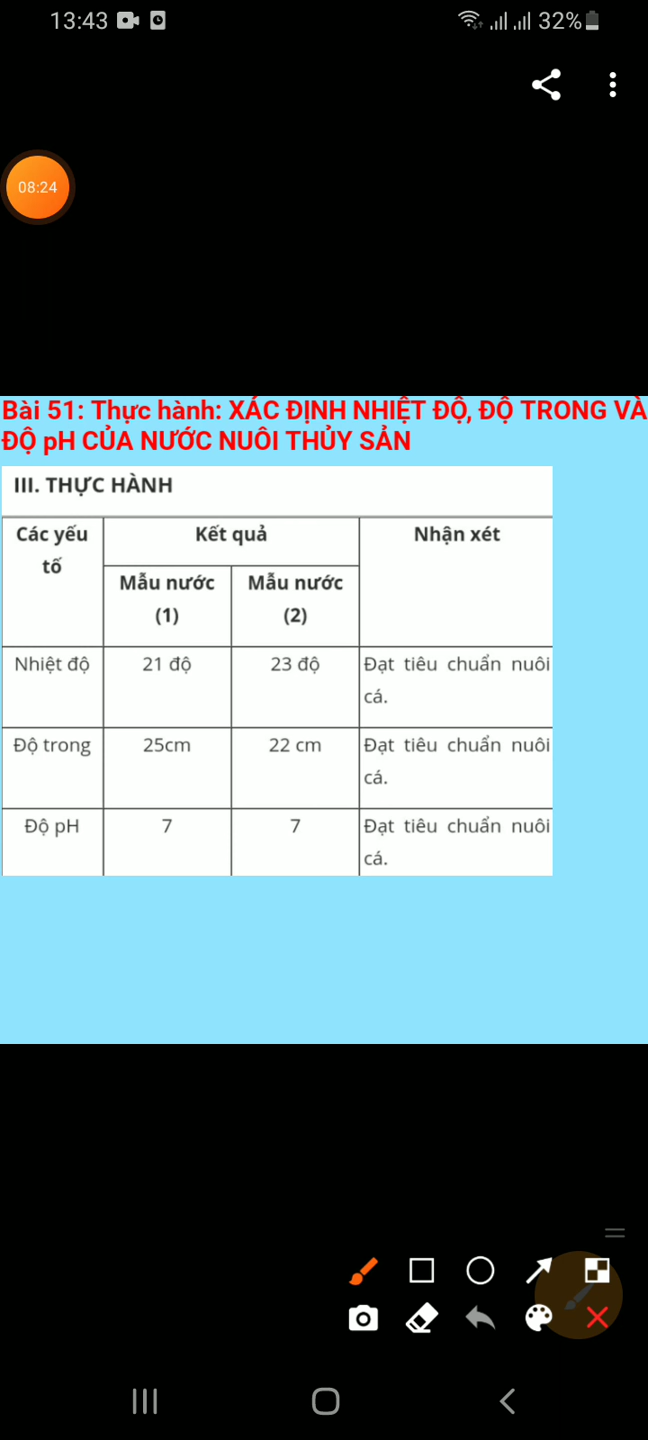 13:43
32%
08:24
Bài 51: Thực hành: XÁC ĐỊNH NHIỆT ĐỘ, ĐỘ TRONG VÀ
ĐỘ pH CỦA NƯỚC NUÔI THỦY SẢN
III. THỰC HÀNH
Các yếu
tố
Kết quả
Nhận xét
Mẫu nước
(1)
Mẫu nước
(2)
Nhiệt độ
21 độ
23 độ
Đạt tiêu chuẩn nuôi
cá.
Độ trong
25cm
22 cm
Đạt tiêu chuẩn nuôi
cá.
Độ pH
7
7
Đạt tiêu chuẩn nuôi
cá.